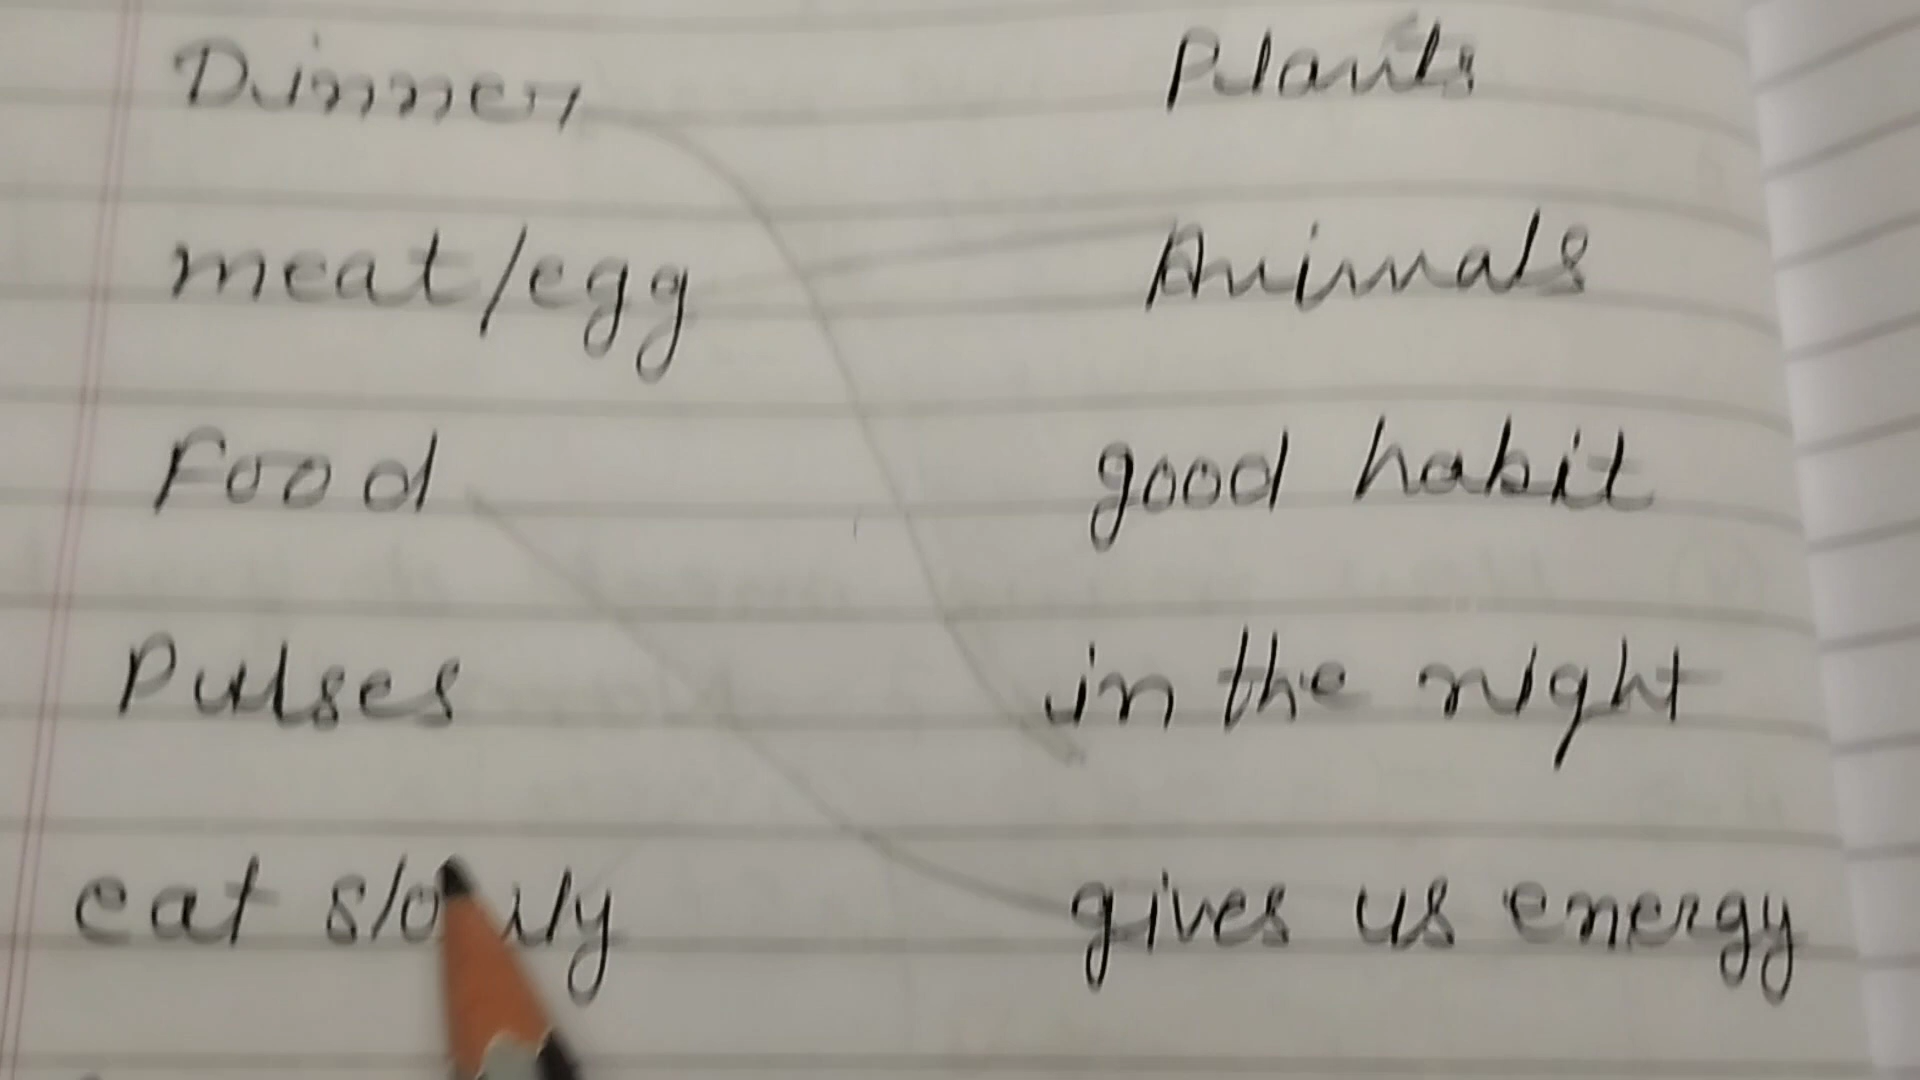 Dinner Plants
meat/egg Animals
Food good habit
Pulses in the night
eat slowly gives us energy